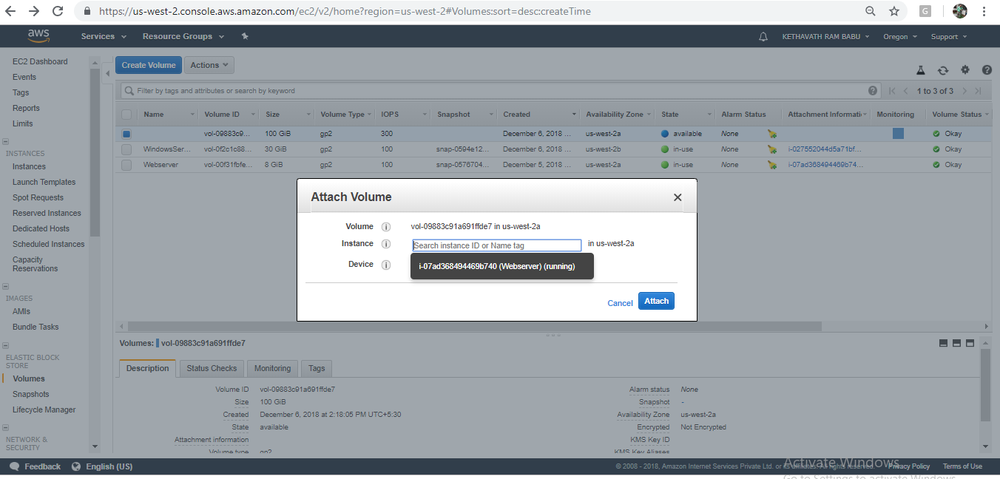 https://us-west-2.console.aws.amazon.com/ec2/v2/home?region=us-west-2#Volumes:sort=desc:createTime
G
aws Services Resource Groups KETHAVATH RAM BABU Oregon Support
EC2 Dashboard
Events
Tags
Reports
Limits
INSTANCES
Instances
Launch Templates
Spot Requests
Reserved Instances
Dedicated Hosts
Scheduled Instances
Capacity
Reservations
IMAGES
AMIs
Bundle Tasks
ELASTIC BLOCK
STORE
Volumes
Snapshots
Lifecycle Manager
NETWORK &
SECURITY
Create Volume Actions
Filter by tags and attributes or search by keyword 1 to 3 of 3
Name Volume ID Size Volume Type IOPS Snapshot Created Availability Zone State Alarm Status Attachment Informati Monitoring Volume Status
vol-09883c9... 100 GiB gp2 300 December 6, 2018 ... us-west-2a available None Okay
WindowsSer... vol-0f2c1c88... 30 GiB gp2 100 snap-0594e12... December 6, 2018 ... us-west-2b in-use None i-027552044d5a71bf... Okay
Webserver vol-00f31fbfe... 8 GiB gp2 100 snap-0576704... December 5, 2018 ... us-west-2a in-use None i-07ad368494469b74... Okay
Attach Volume
Volume i vol-09883c91a691ffde7 in us-west-2a
Instance i Search instance ID or Name tag in us-west-2a
Device i i-07ad368494469b740 (Webserver) (running)
Cancel Attach
Volumes: vol-09883c91a691ffde7
Description Status Checks Monitoring Tags
Volume ID vol-09883c91a691ffde7 Alarm status None
Size 100 GiB Snapshot -
Created December 6, 2018 at 2:18:05 PM UTC+5:30 Availability Zone us-west-2a
State available Encrypted Not Encrypted
Attachment information KMS Key ID
Volume type gp2 KMS Key Aliases
Feedback English (US) © 2008 - 2018, Amazon Internet Services Private Ltd. or its affiliates. All rights reserved. Privacy Policy Terms of Use
Activate Windows
Go to Settings to activate Windows.